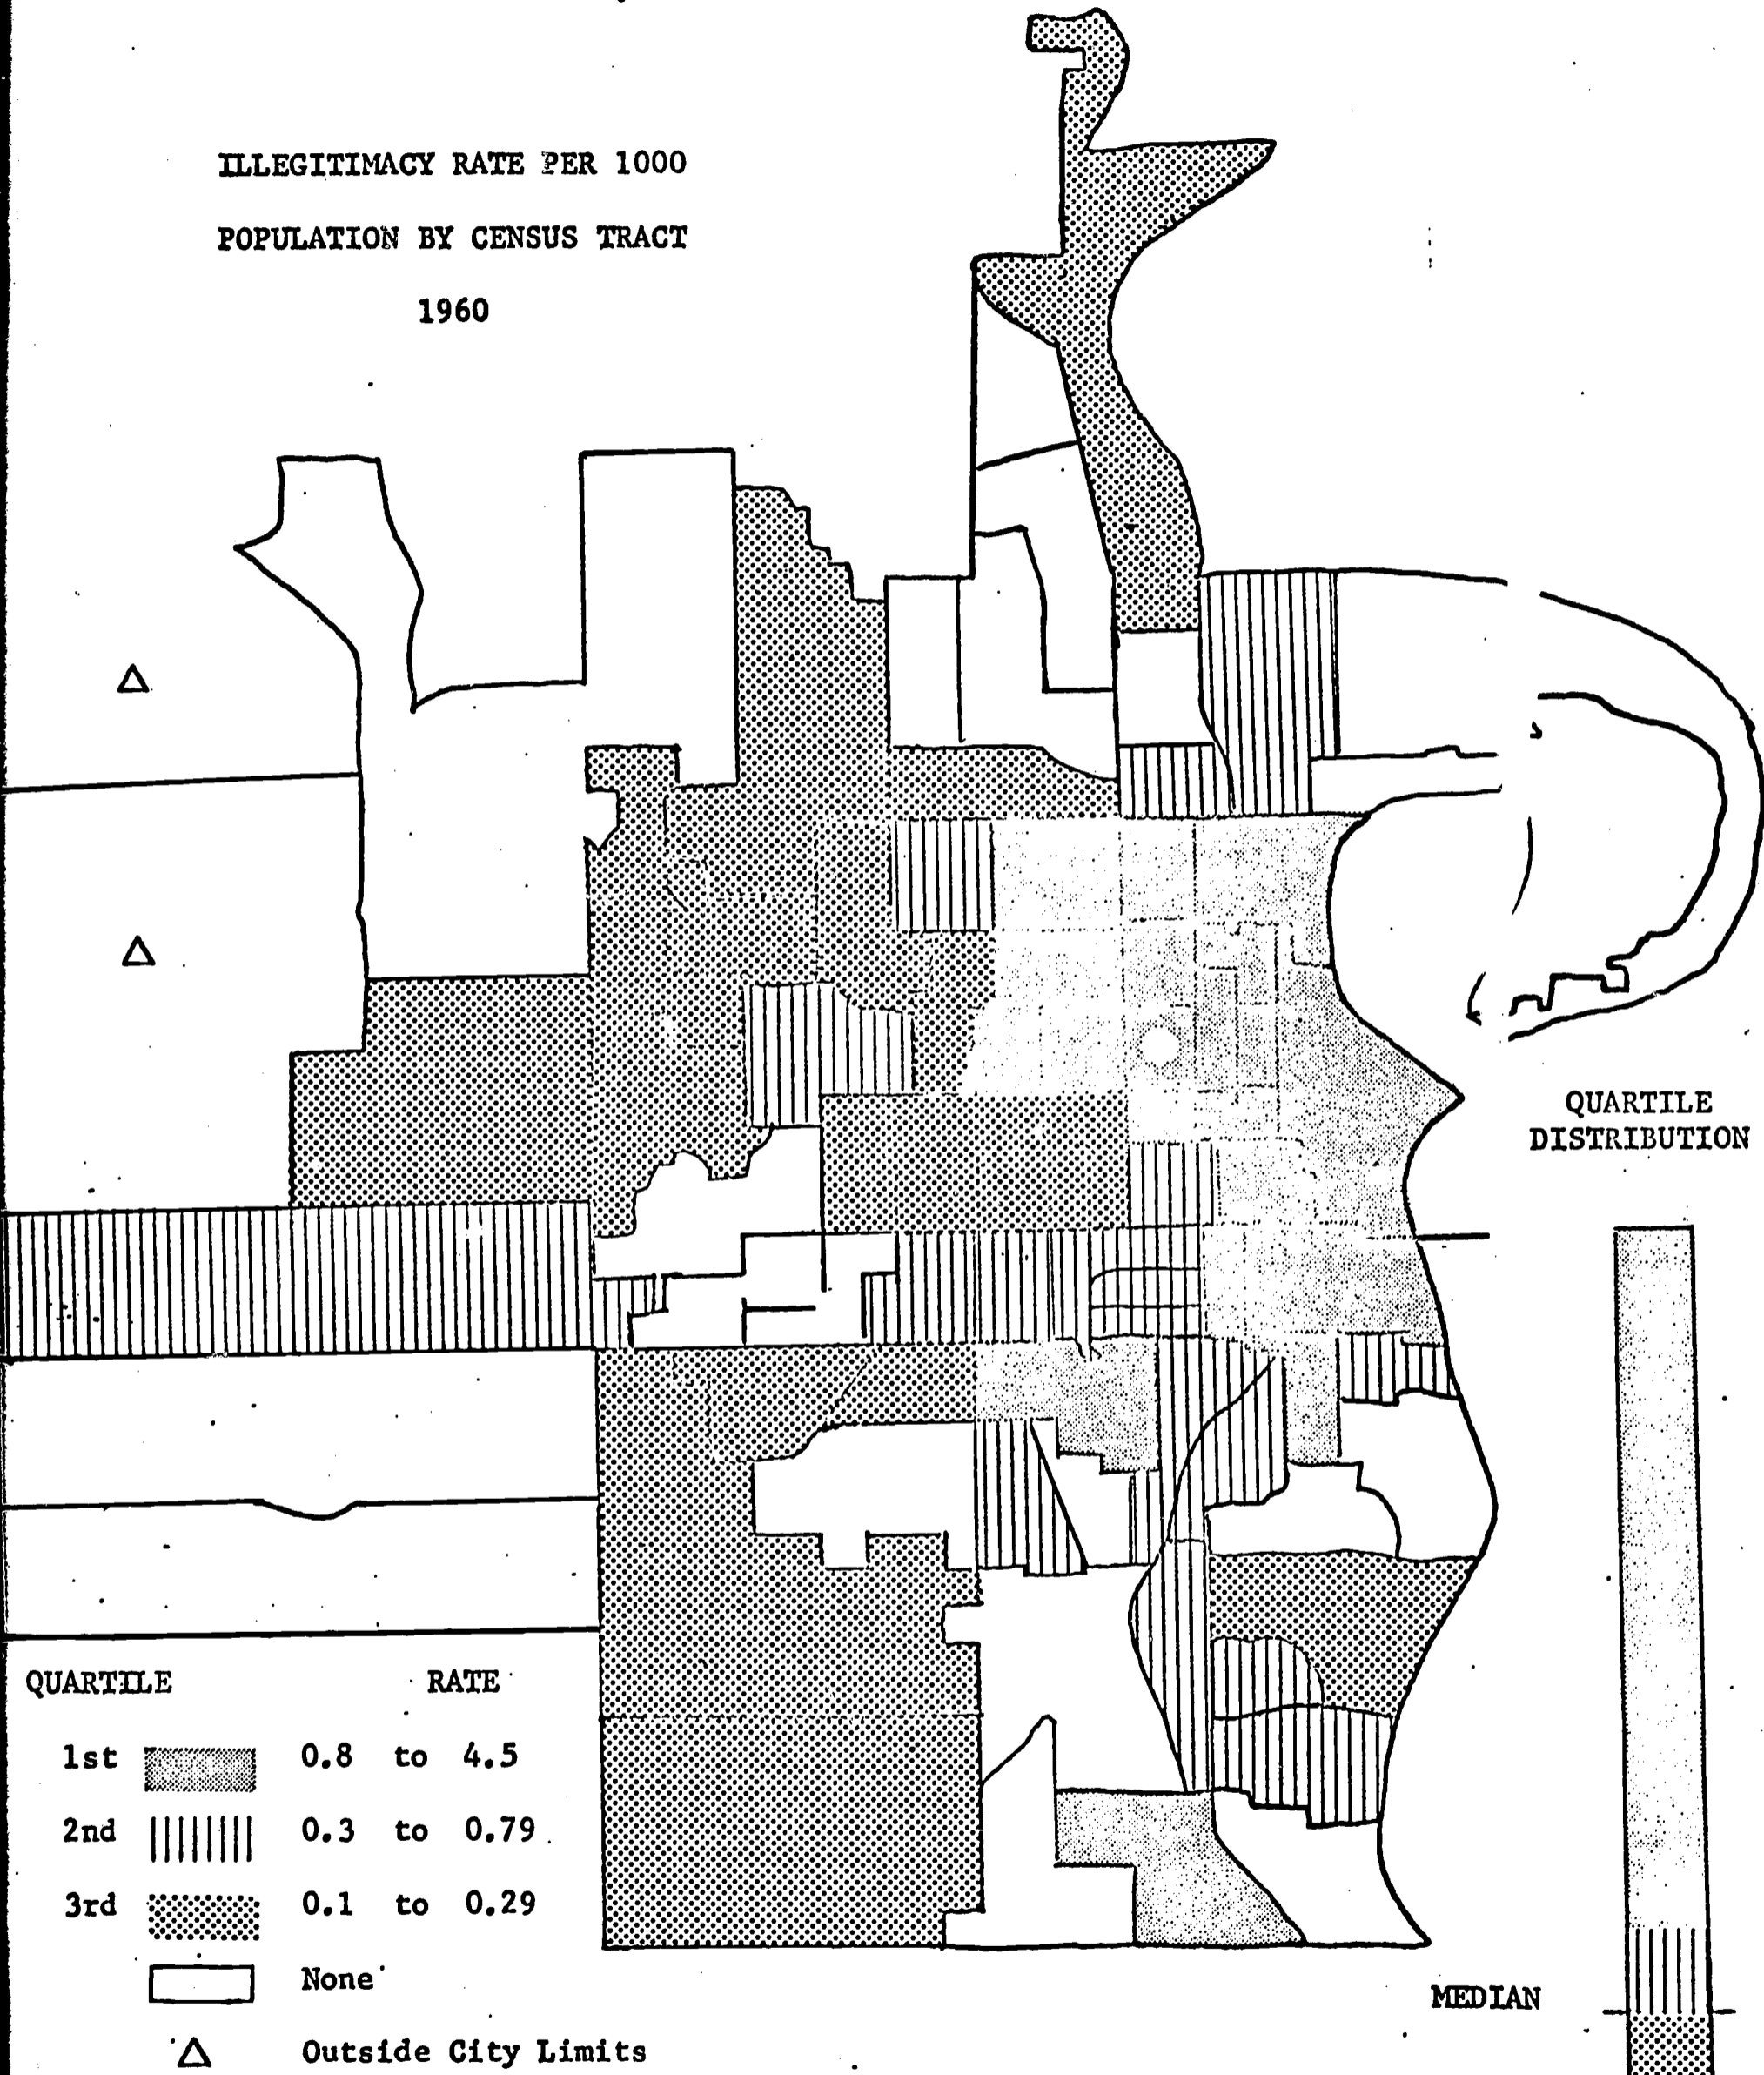 ILLEGITIMACY RATE PER 1000
POPULATION BY CENSUS TRACT
1960
QUARTILE
DISTRIBUTION
QUARTILE RATE
1st 0.8 to 4.5
2nd 0.3 to 0.79
3rd 0.1 to 0.29
None
Outside City Limits
MEDIAN